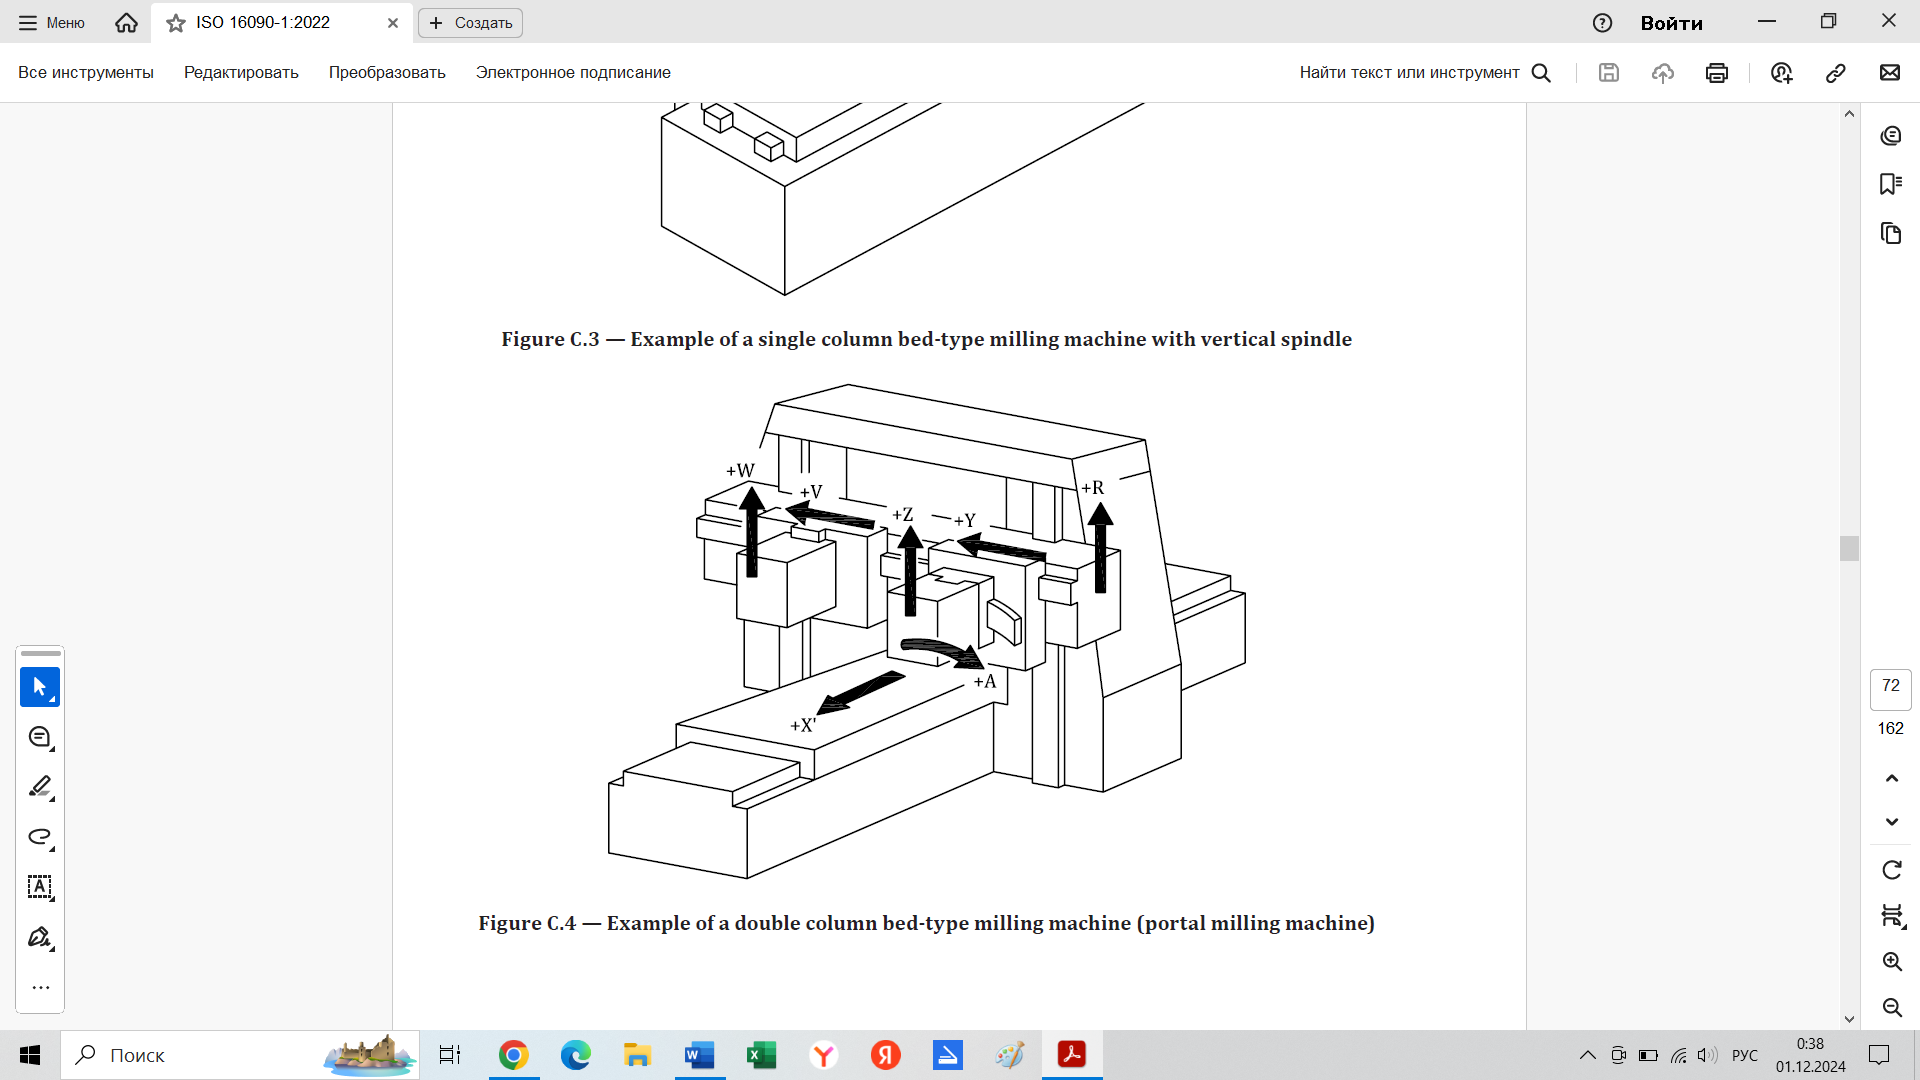 Меню
ISO 16090-1:2022
Создать
Войти
Все инструменты
Редактировать
Преобразовать
Электронное подписание
Найти текст или инструмент
Figure C.3 — Example of a single column bed-type milling machine with vertical spindle
+W
+V
+Z
+Y
+R
+A
+X'
Figure C.4 — Example of a double column bed-type milling machine (portal milling machine)
72
162
A
Поиск
РУС
0:38
01.12.2024